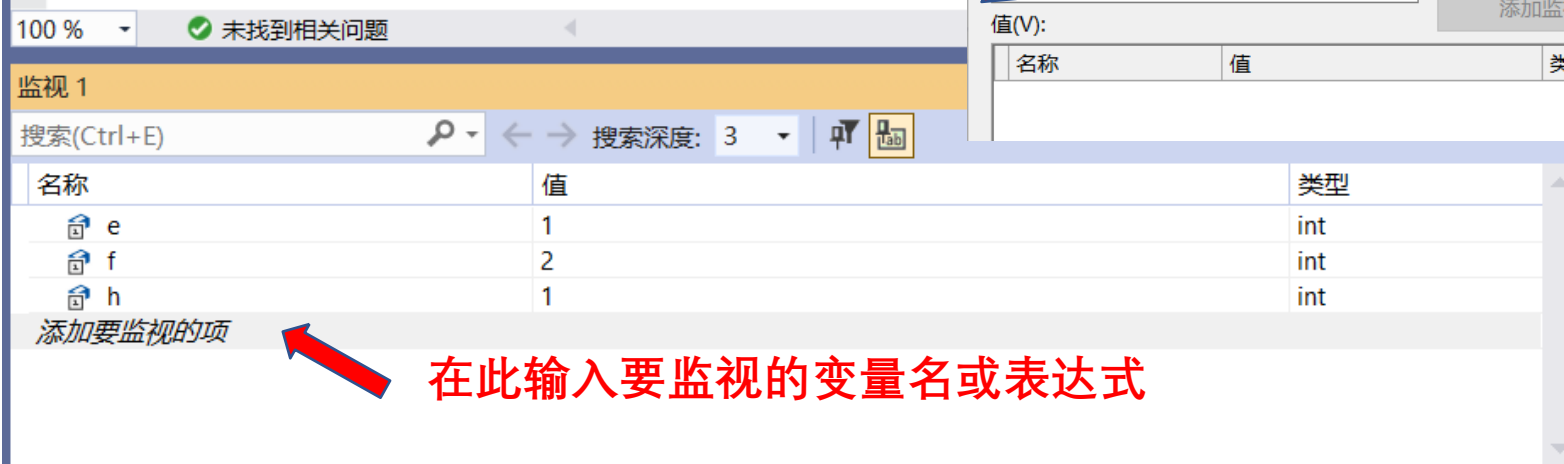 100 %
未找到相关问题
添加监
值(V):
名称 值 类
监视 1
搜索(Ctrl+E) 搜索深度: 3
名称 值 类型
e 1 int
f 2 int
h 1 int
添加要监视的项
在此输入要监视的变量名或表达式